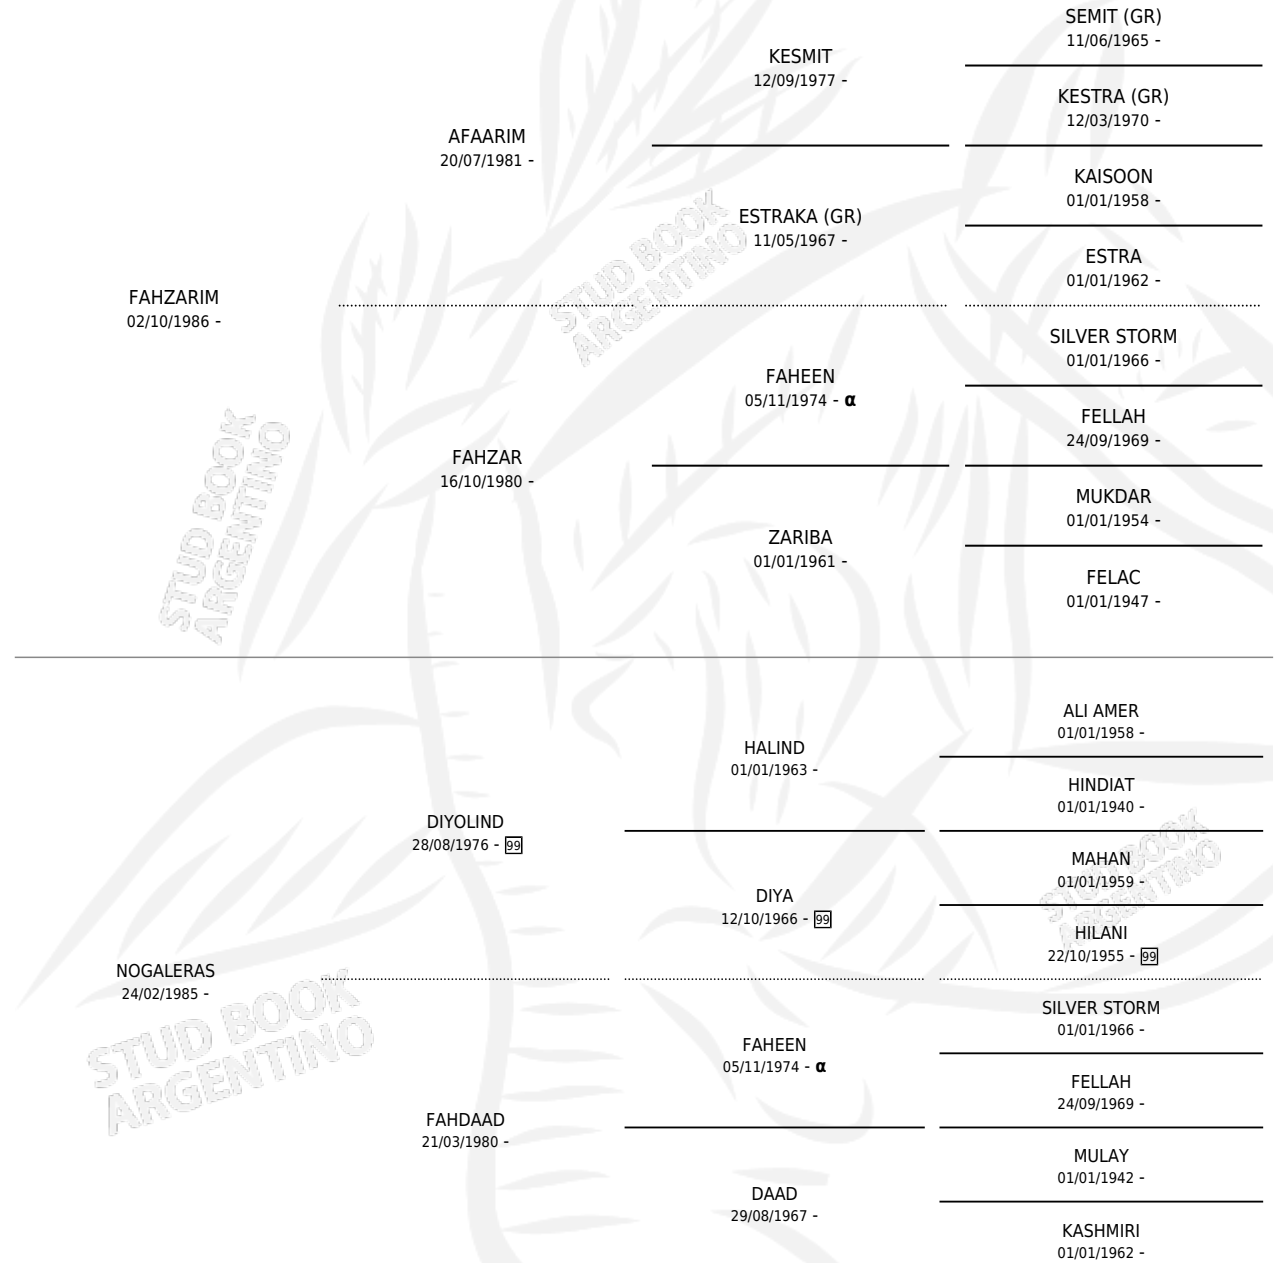 SEMIT (GR)
11/06/1965 -
KESMIT
12/09/1977 -
KESTRA (GR)
12/03/1970 -
AFAARIM
20/07/1981 -
KAISOON
01/01/1958 -
ESTRAKA (GR)
11/05/1967 -
ESTRA
01/01/1962 -
FAHZARIM
02/10/1986 -
SILVER STORM
01/01/1966 -
FAHEEN
05/11/1974 - α
FELLAH
24/09/1969 -
FAHZAR
16/10/1980 -
MUKDAR
01/01/1954 -
ZARIBA
01/01/1961 -
FELAC
01/01/1947 -
STUD BOOK
ARGENTINO
STUD BOOK
ARGENTINO
ALI AMER
01/01/1958 -
HALIND
01/01/1963 -
HINDIAT
01/01/1940 -
DIYOLIND
28/08/1976 - 99
MAHAN
01/01/1959 -
DIYA
12/10/1966 - 99
HILANI
22/10/1955 - 99
NOGALERAS
24/02/1985 -
SILVER STORM
01/01/1966 -
FAHEEN
05/11/1974 - α
FELLAH
24/09/1969 -
FAHDAAD
21/03/1980 -
MULAY
01/01/1942 -
DAAD
29/08/1967 -
KASHMIRI
01/01/1962 -
STUD BOOK
ARGENTINO
STUD BOOK
ARGENTINO